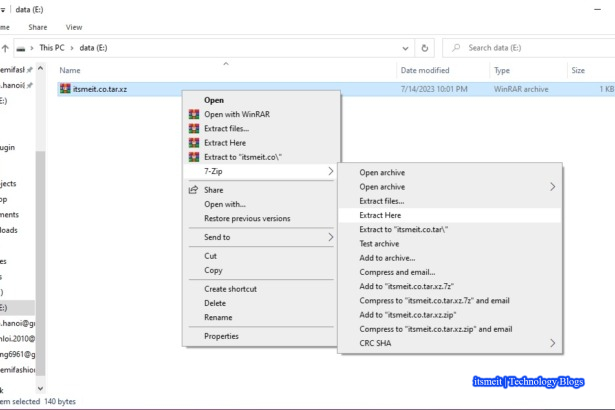 data (E:)
me Share View
This PC > data (E:)
Search data (E:)
Name Date modified Type Size
itsmeit.co.tar.xz 7/14/2023 10:01 PM WinRAR archive 1 KB
emifasl
.hanoi(
E:)
ugin
jects
op
ments
loads
es
s
)
E:)
.hanoi@gr
nloi.2010@
ng6961@g
emifashior
k
Open
Open with WinRAR
Extract files...
Extract Here
Extract to "itsmeit.co\"
7-Zip
Share
Open with...
Restore previous versions
Send to
Cut
Copy
Create shortcut
Delete
Rename
Properties
Open archive
Open archive
Extract files...
Extract Here
Extract to "itsmeit.co.tar\"
Test archive
Add to archive...
Compress and email...
Add to "itsmeit.co.tar.xz.7z"
Compress to "itsmeit.co.tar.xz.7z" and email
Add to "itsmeit.co.tar.xz.zip"
Compress to "itsmeit.co.tar.xz.zip" and email
CRC SHA
itsmeit | Technology Blogs
em selected 140 bytes